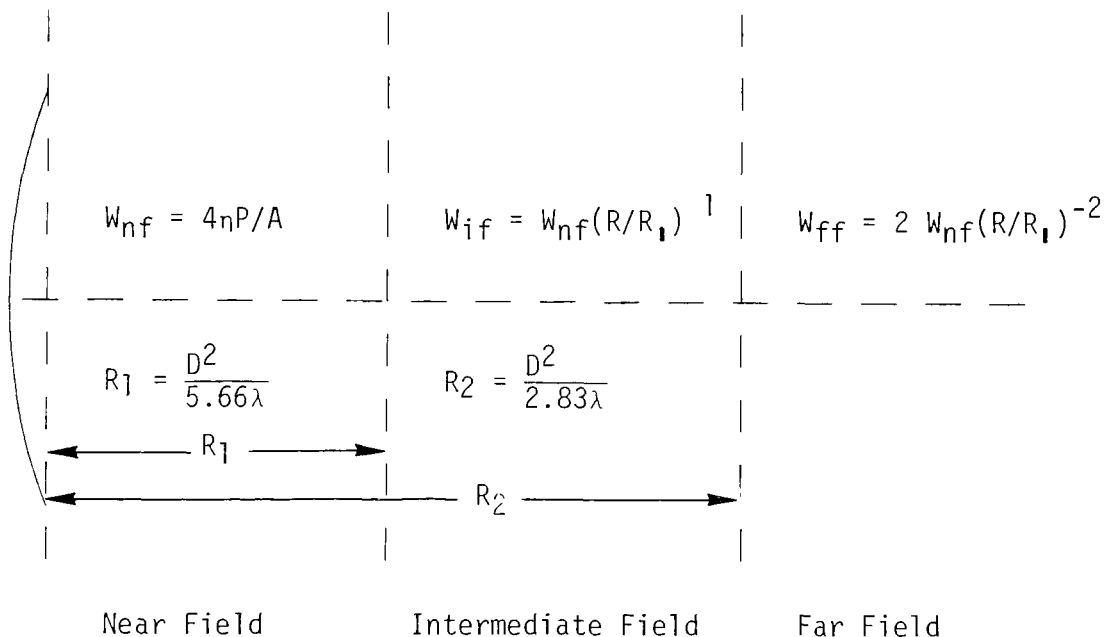 W_nf = 4nP/A
W_if = W_nf(R/R_1) ^1
W_ff = 2 W_nf(R/R_1)^-2
R_1 = D^2/5.66λ
R_2 = D^2/2.83λ
R_1
R_2
Near Field
Intermediate Field
Far Field